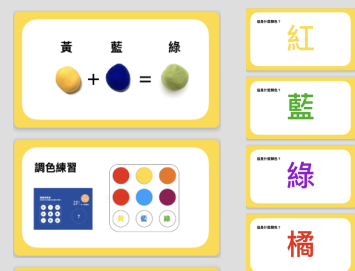 黃 藍 綠
+ =
調色練習
黃 藍 綠
這是什麼顏色?
紅
這是什麼顏色?
藍
這是什麼顏色?
綠
這是什麼顏色?
橘